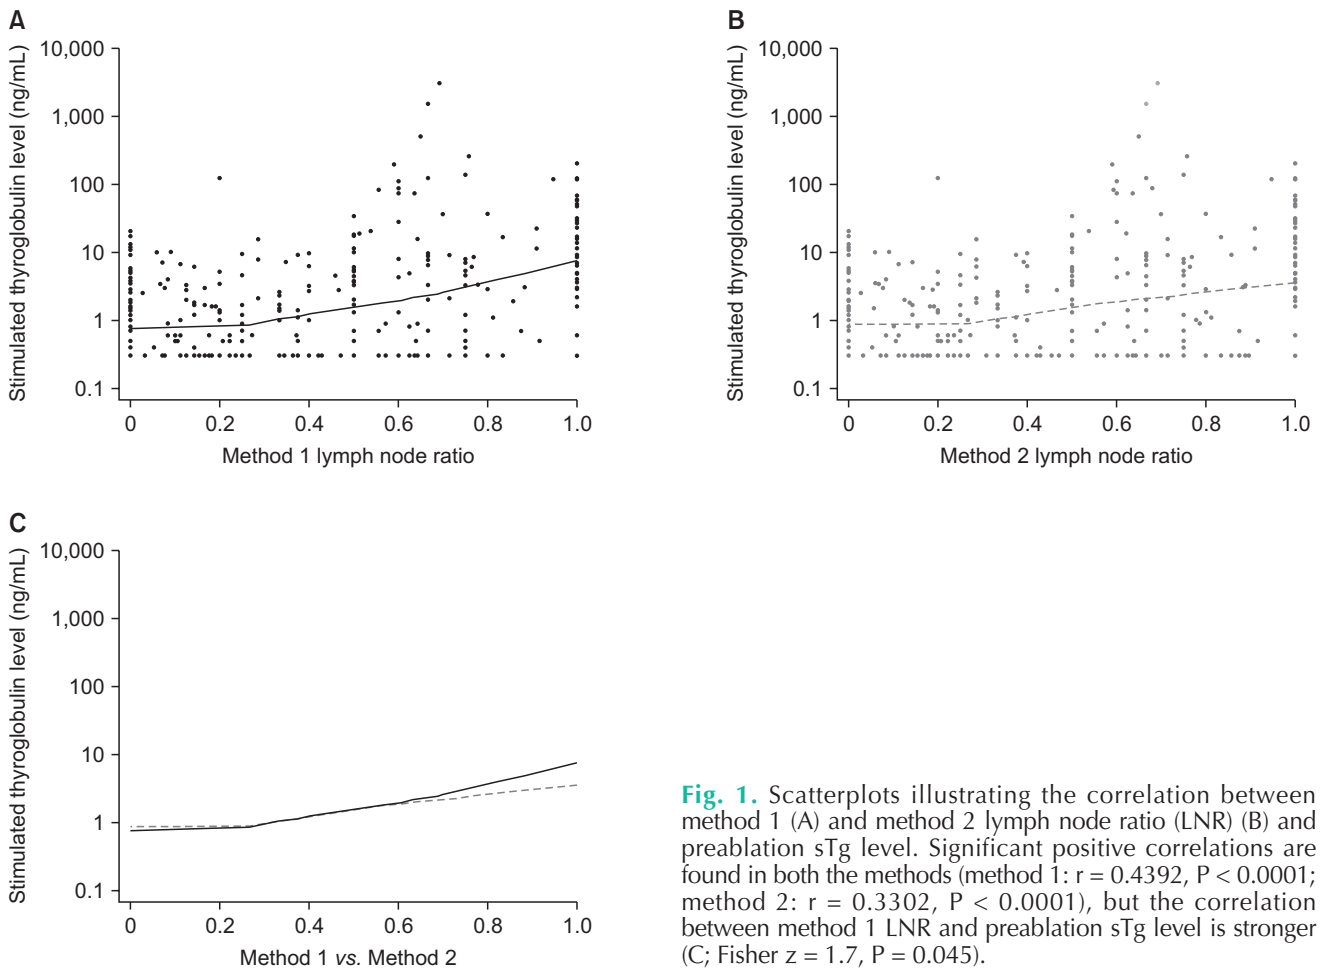 A
Stimulated thyroglobulin level (ng/mL)
10,000
1,000
100
10
1
0.1
0 0.2 0.4 0.6 0.8 1.0
Method 1 lymph node ratio
B
Stimulated thyroglobulin level (ng/mL)
10,000
1,000
100
10
1
0.1
0 0.2 0.4 0.6 0.8 1.0
Method 2 lymph node ratio
C
Stimulated thyroglobulin level (ng/mL)
10,000
1,000
100
10
1
0.1
0 0.2 0.4 0.6 0.8 1.0
Method 1 vs. Method 2
Fig. 1. Scatterplots illustrating the correlation between
method 1 (A) and method 2 lymph node ratio (LNR) (B) and
preablation sTg level. Significant positive correlations are
found in both the methods (method 1: r = 0.4392, P < 0.0001;
method 2: r = 0.3302, P < 0.0001), but the correlation
between method 1 LNR and preablation sTg level is stronger
(C; Fisher z = 1.7, P = 0.045).